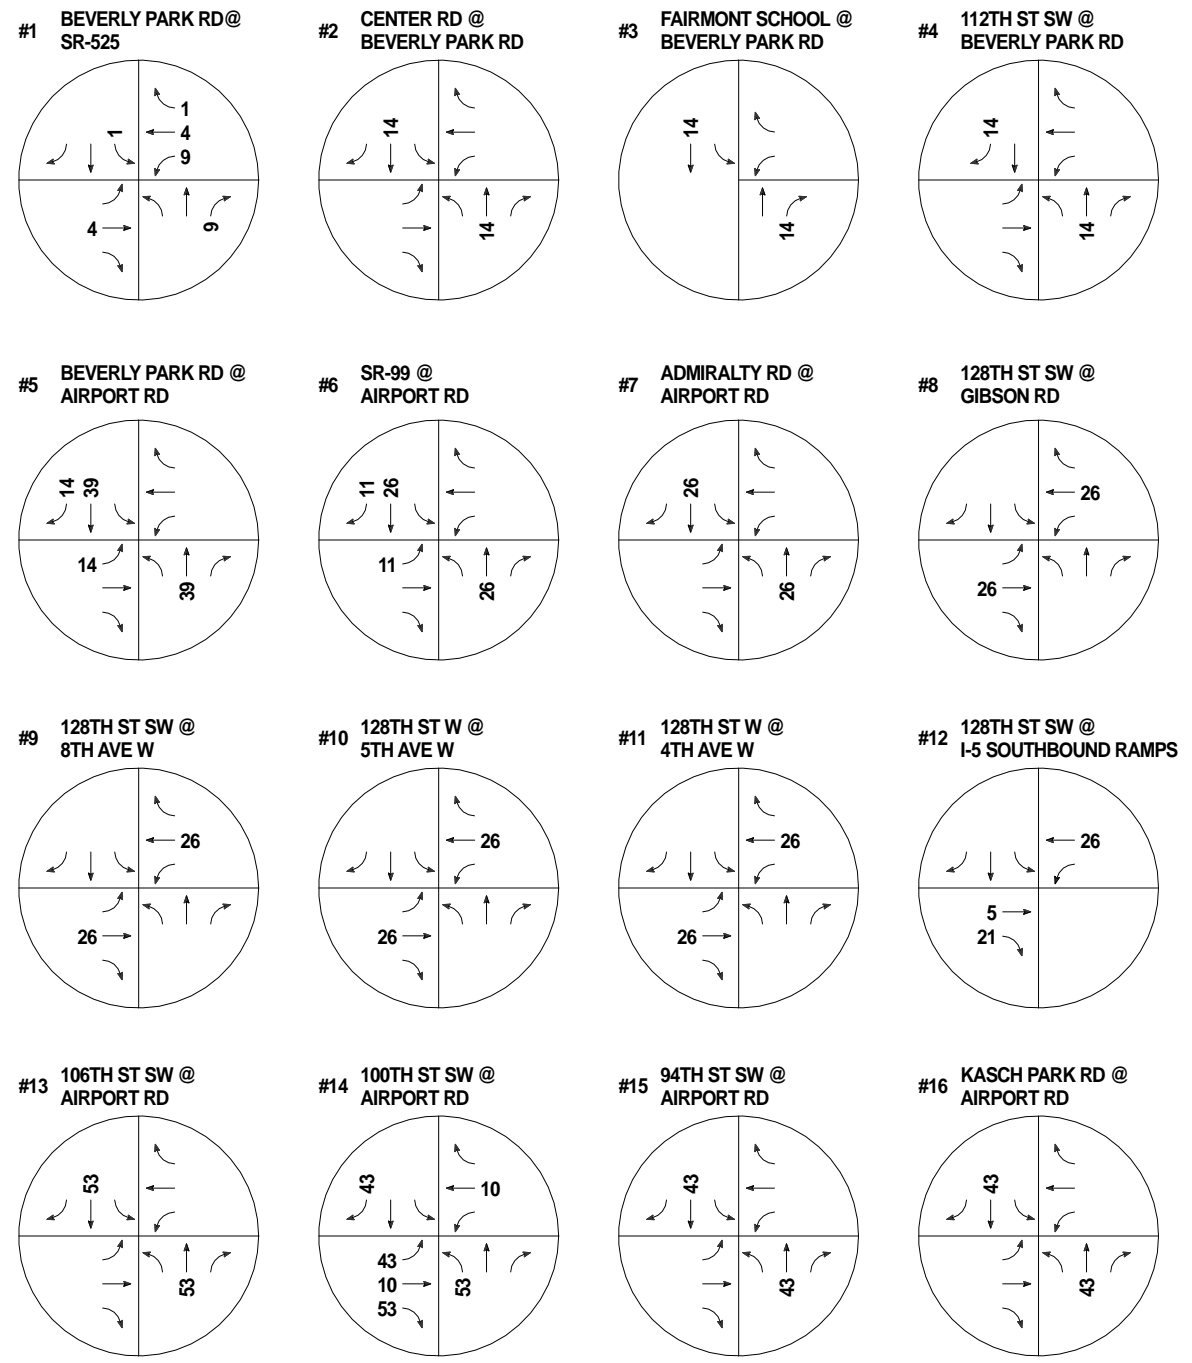 #1 BEVERLY PARK RD@
SR-525
1
1
4
9
4
9
#2 CENTER RD @
BEVERLY PARK RD
14
14
#3 FAIRMONT SCHOOL @
BEVERLY PARK RD
14
14
#4 112TH ST SW @
BEVERLY PARK RD
14
14
#5 BEVERLY PARK RD @
AIRPORT RD
14 39
14
39
#6 SR-99 @
AIRPORT RD
11 26
11
26
#7 ADMIRALTY RD @
AIRPORT RD
26
26
#8 128TH ST SW @
GIBSON RD
26
26
#9 128TH ST SW @
8TH AVE W
26
26
#10 128TH ST W @
5TH AVE W
26
26
#11 128TH ST W @
4TH AVE W
26
26
#12 128TH ST SW @
I-5 SOUTHBOUND RAMPS
26
5
21
#13 106TH ST SW @
AIRPORT RD
53
53
#14 100TH ST SW @
AIRPORT RD
43
10
43
10
53
53
#15 94TH ST SW @
AIRPORT RD
43
43
#16 KASCH PARK RD @
AIRPORT RD
43
43